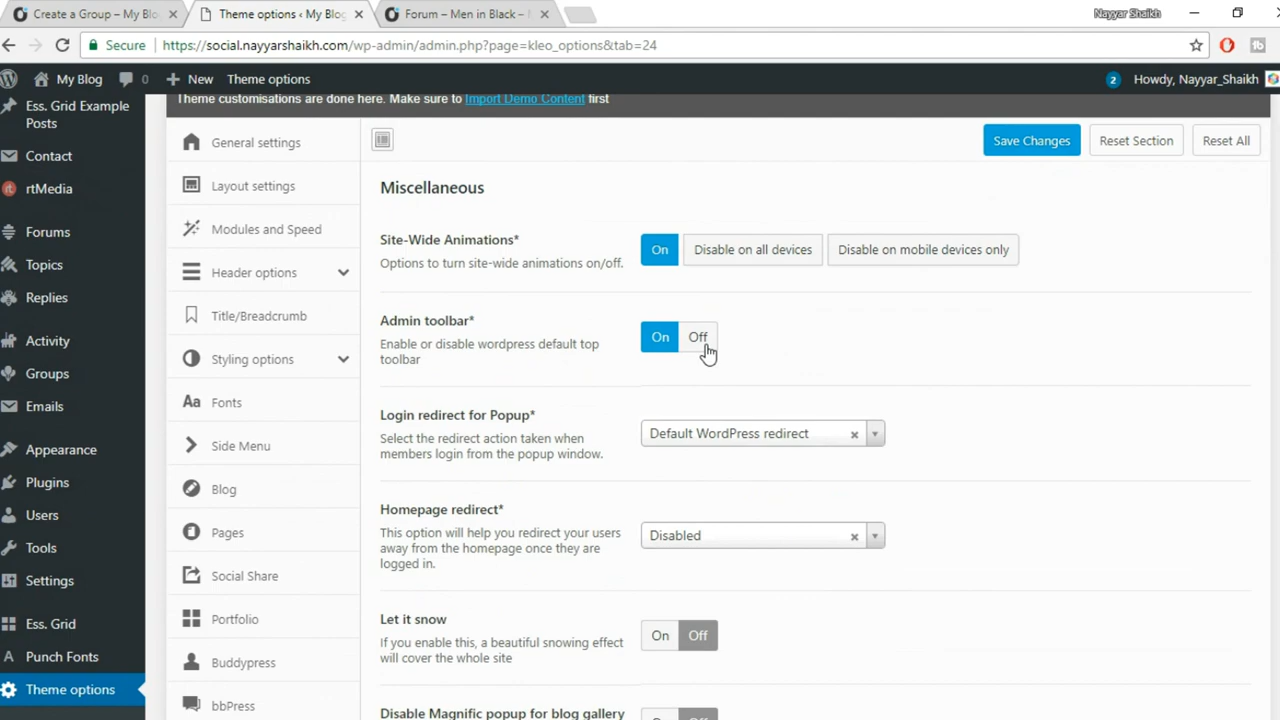 Create a Group – My Blo
Theme options ‹ My Blog
Forum – Men in Black –
Nayyar Shaikh
Secure
https://social.nayyarshaikh.com/wp-admin/admin.php?page=kleo_options&tab=24
My Blog
0
New
Theme options
2
Howdy, Nayyar_Shaikh
Theme customisations are done here. Make sure to Import Demo Content first
Ess. Grid Example
Posts
Contact
rtMedia
Forums
Topics
Replies
Activity
Groups
Emails
Appearance
Plugins
Users
Tools
Settings
Ess. Grid
Punch Fonts
Theme options
General settings
Layout settings
Modules and Speed
Header options
Title/Breadcrumb
Styling options
Fonts
Side Menu
Blog
Pages
Social Share
Portfolio
Buddypress
bbPress
Save Changes
Reset Section
Reset All
Miscellaneous
Site-Wide Animations*
Options to turn site-wide animations on/off.
On
Disable on all devices
Disable on mobile devices only
Admin toolbar*
Enable or disable wordpress default top
toolbar
On
Off
Login redirect for Popup*
Select the redirect action taken when
members login from the popup window.
Default WordPress redirect
Homepage redirect*
This option will help you redirect your users
away from the homepage once they are
logged in.
Disabled
Let it snow
If you enable this, a beautiful snowing effect
will cover the whole site
On
Off
Disable Magnific popup for blog gallery